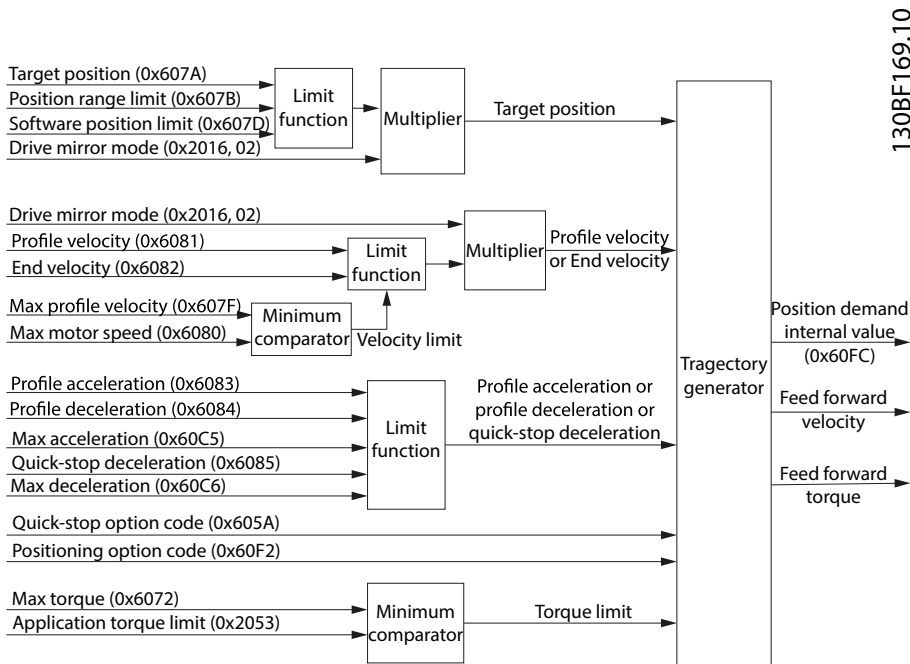 130BF169.10
Target position (0x607A)
Position range limit (0x607B)
Software position limit (0x607D)
Drive mirror mode (0x2016, 02)
Limit
function
Multiplier
Target position
Drive mirror mode (0x2016, 02)
Profile velocity (0x6081)
End velocity (0x6082)
Limit
function
Multiplier
Profile velocity
or End velocity
Max profile velocity (0x607F)
Max motor speed (0x6080)
Minimum
comparator
Velocity limit
Profile acceleration (0x6083)
Profile deceleration (0x6084)
Max acceleration (0x60C5)
Quick-stop deceleration (0x6085)
Max deceleration (0x60C6)
Limit
function
Profile acceleration or
profile deceleration or
quick-stop deceleration
Quick-stop option code (0x605A)
Positioning option code (0x60F2)
Max torque (0x6072)
Application torque limit (0x2053)
Minimum
comparator
Torque limit
Tragectory
generator
Position demand
internal value
(0x60FC)
Feed forward
velocity
Feed forward
torque